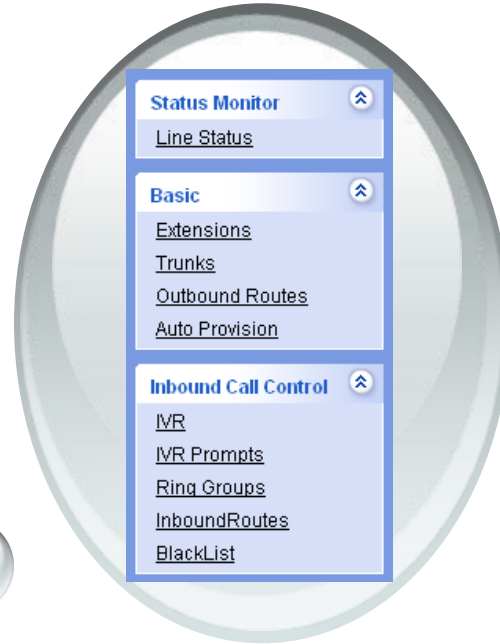 Status Monitor
Line Status
Basic
Extensions
Trunks
Outbound Routes
Auto Provision
Inbound Call Control
IVR
IVR Prompts
Ring Groups
InboundRoutes
BlackList